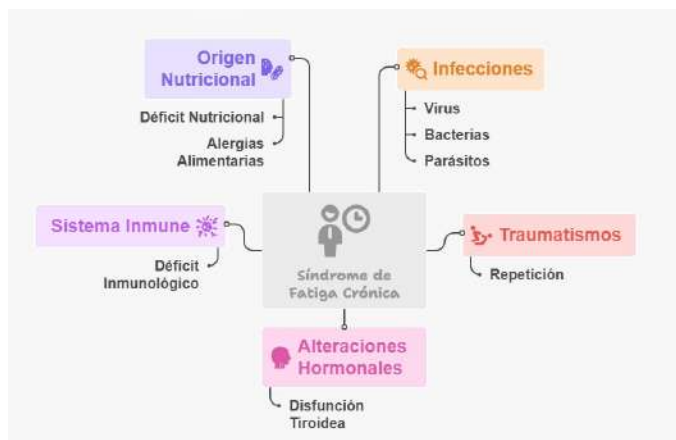 Origen
Nutricional
Déficit Nutricional
Alergias
Alimentarias
Infecciones
Virus
Bacterias
Parásitos
Sistema Inmune
Déficit
Inmunológico
Síndrome de
Fatiga Crónica
Traumatismos
Repetición
Alteraciones
Hormonales
Disfunción
Tiroidea